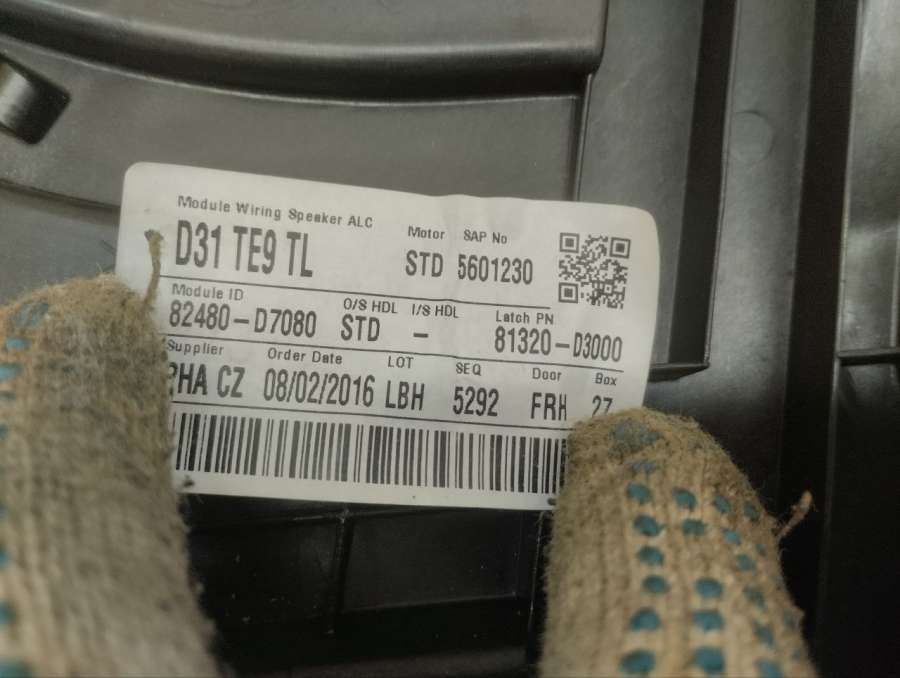 Module Wiring Speaker ALC
D31 TE9 TL
Motor SAP No
STD 5601230
Module ID O/S HDL I/S HDL Latch PN
82480-D7080 STD - 81320-D3000
Supplier Order Date LOT SEQ Door Box
HA CZ 08/02/2016 LBH 5292 FRH 27